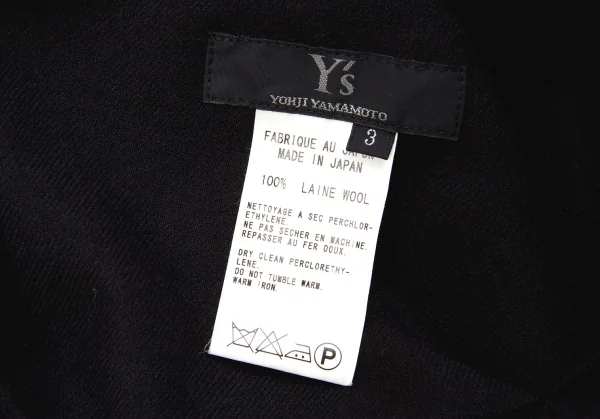 Y's
YOHJI YAMAMOTO
3
FABRIQUE AU JAPON
MADE IN JAPAN
100% LAINE WOOL
NETTOYAGE A SEC PERCHLOR-
ETHYLENE.
NE PAS SECHER EN MACHINE.
REPASSER AU FER DOUX.
DRY CLEAN PERCLORETHY-
LENE.
DO NOT TUMBLE WARM.
WARM IRON.
P